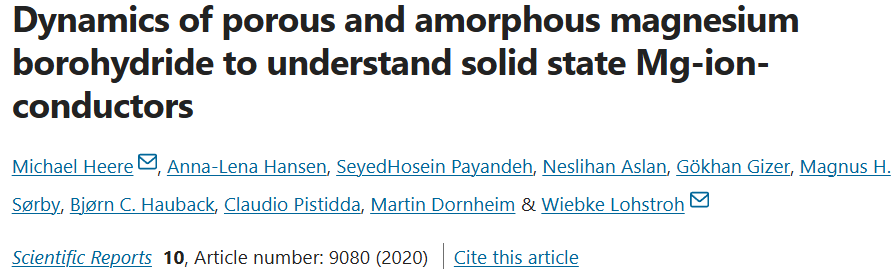 Dynamics of porous and amorphous magnesium
borohydride to understand solid state Mg-ion-
conductors
Michael Heere, Anna-Lena Hansen, SeyedHosein Payandeh, Neslihan Aslan, Gökhan Gizer, Magnus H.
Sørby, Bjørn C. Hauback, Claudio Pistidda, Martin Dornheim & Wiebke Lohstroh
Scientific Reports 10, Article number: 9080 (2020) Cite this article